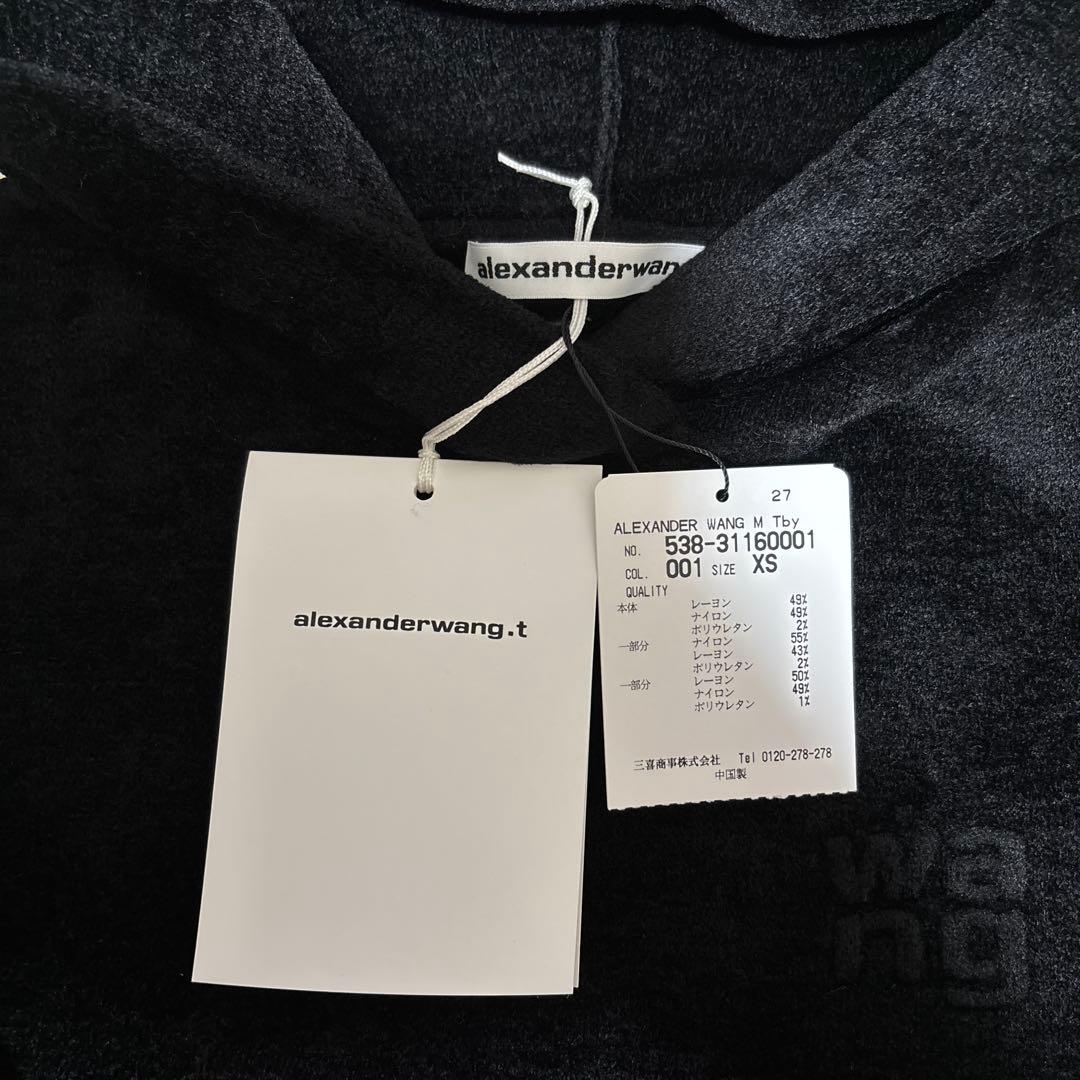 alexanderwan
alexanderwang.t
27
ALEXANDER WANG M Tby
NO. 538-31160001
COL. 001 SIZE XS
QUALITY
本体 レーヨン 49%
ナイロン 49%
ポリウレタン 2%
一部分 ナイロン 55%
レーヨン 43%
ポリウレタン 2%
一部分 レーヨン 50%
ナイロン 49%
ポリウレタン 1%
三喜商事株式会社 Tel 0120-278-278
中国製
wa
ng